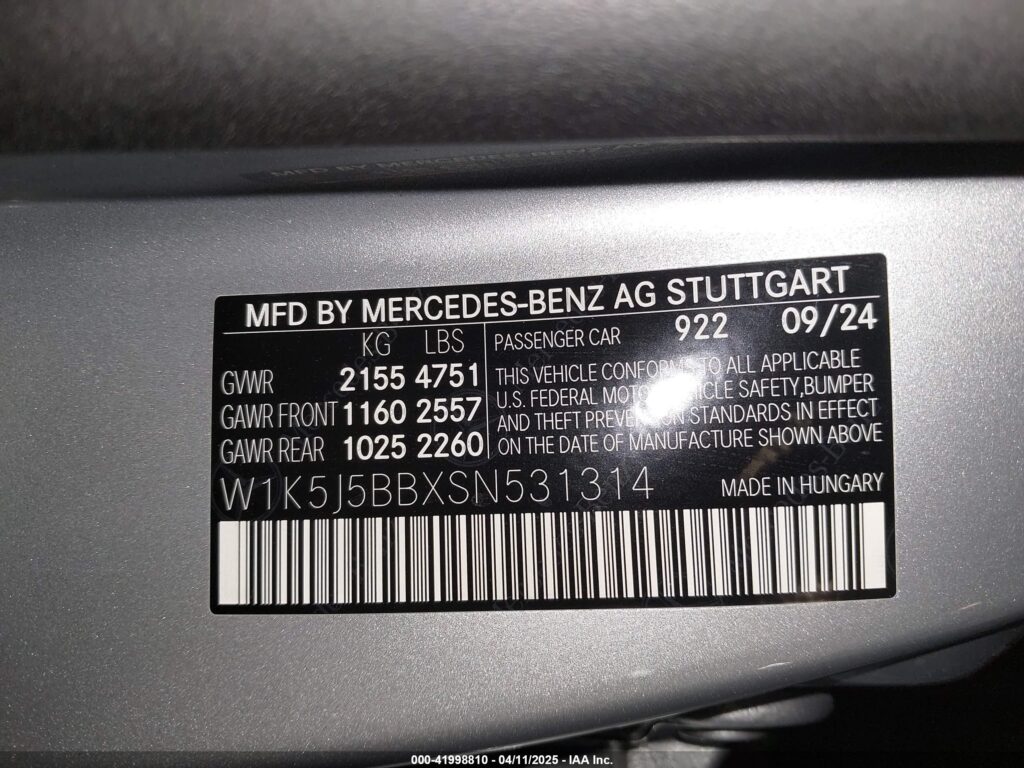 MFD BY MERCEDES-BENZ AG STUTTGART
KG LBS
GVWR 2155 4751
GAWR FRONT 1160 2557
GAWR REAR 1025 2260
PASSENGER CAR 922 09/24
THIS VEHICLE CONFORMS TO ALL APPLICABLE
U.S. FEDERAL MOTOR VEHICLE SAFETY,BUMPER
AND THEFT PREVENTION STANDARDS IN EFFECT
ON THE DATE OF MANUFACTURE SHOWN ABOVE
W1K5J5BBXSN531314 MADE IN HUNGARY
000-41998810 - 04/11/2025 - IAA Inc.